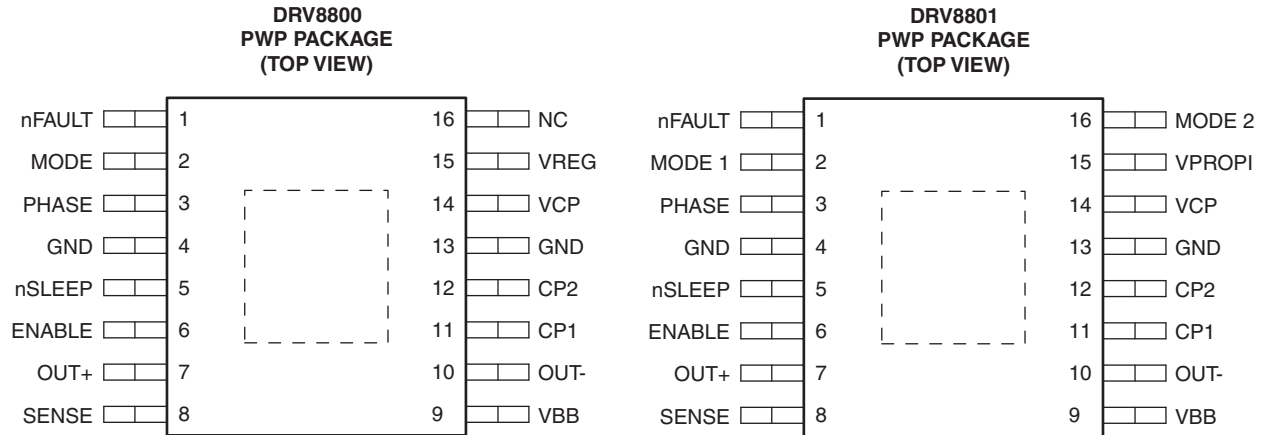 DRV8800
PWP PACKAGE
(TOP VIEW)
nFAULT 1 16 NC
MODE 2 15 VREG
PHASE 3 14 VCP
GND 4 13 GND
nSLEEP 5 12 CP2
ENABLE 6 11 CP1
OUT+ 7 10 OUT-
SENSE 8 9 VBB
DRV8801
PWP PACKAGE
(TOP VIEW)
nFAULT 1 16 MODE 2
MODE 1 2 15 VPROPI
PHASE 3 14 VCP
GND 4 13 GND
nSLEEP 5 12 CP2
ENABLE 6 11 CP1
OUT+ 7 10 OUT-
SENSE 8 9 VBB